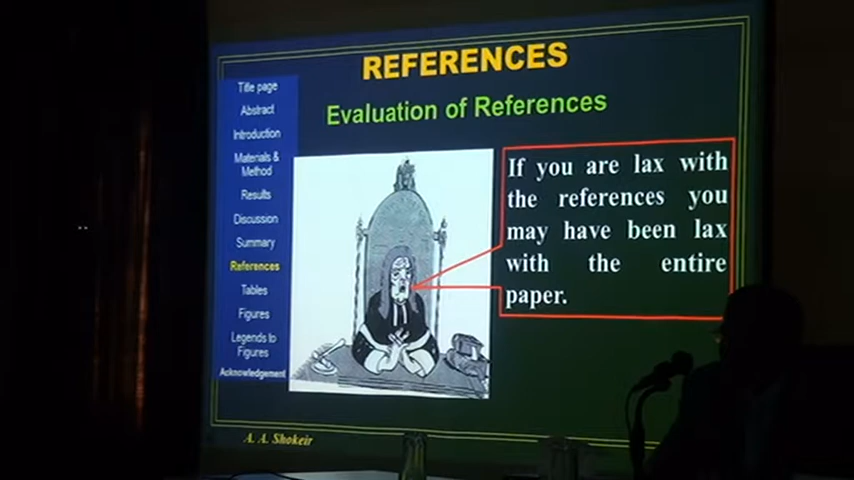 REFERENCES
Evaluation of References
Title page
Abstract
Introduction
Materials &
Method
Results
Discussion
Summary
References
Tables
Figures
Legends to
Figures
Acknowledgement
If you are lax with
the references you
may have been lax
with the entire
paper.
A. A. Shokeir